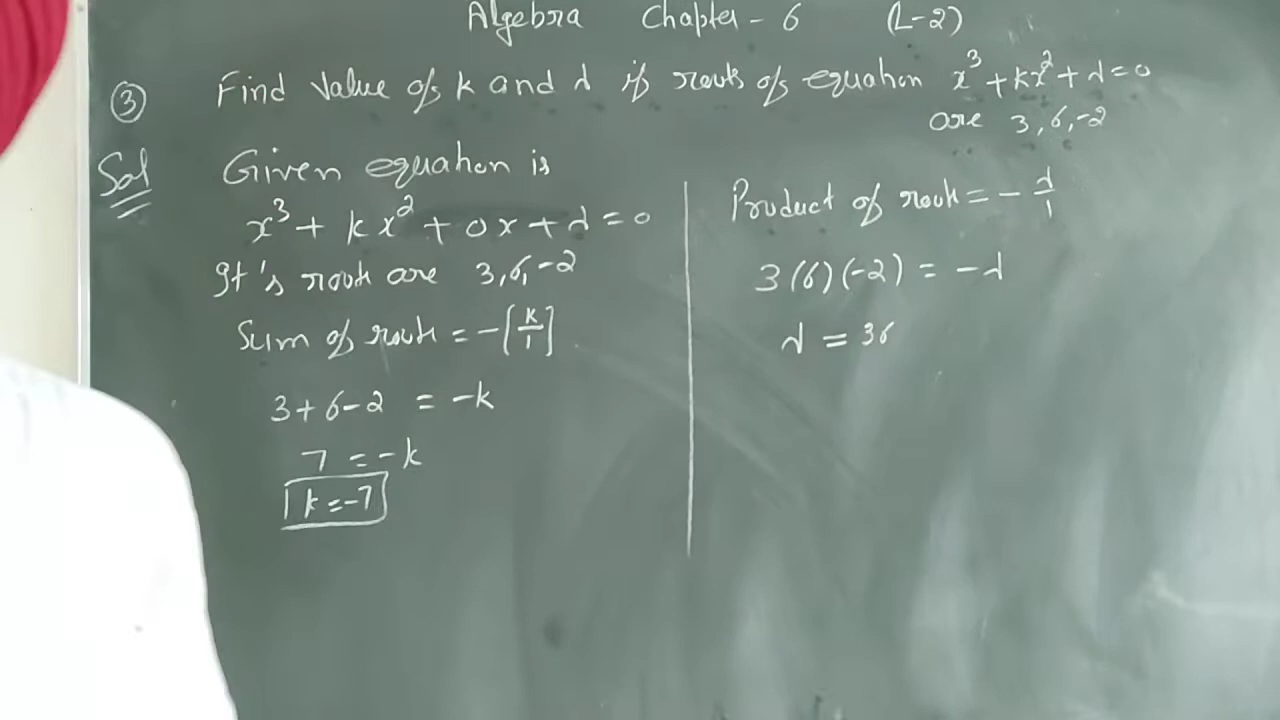 Algebra Chapter - 6 (L-2)
③ Find Value of k and λ if roots of equation x³ + kx² + λ = 0
are 3, 6, -2
Sol Given equation is
x³ + kx² + 0x + λ = 0
It's roots are 3, 6, -2
Sum of roots = -[k/1]
3 + 6 - 2 = -k
7 = -k
k = -7
Product of roots = - λ/1
3(6)(-2) = -λ
λ = 36